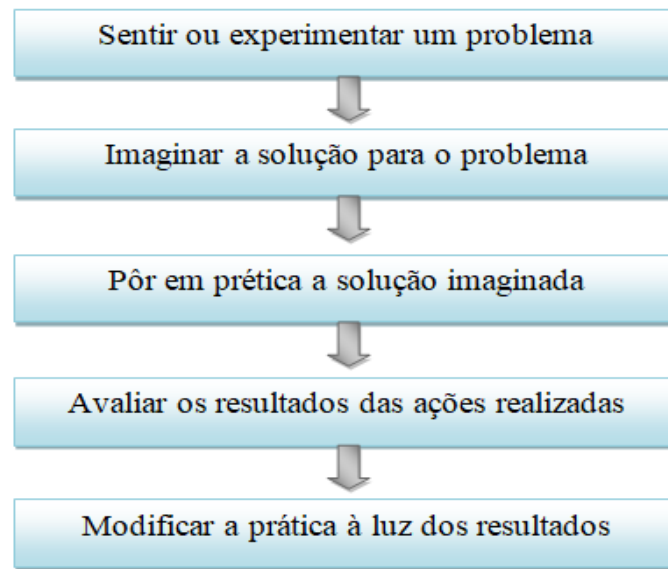 Sentir ou experimentar um problema
Imaginar a solução para o problema
Pôr em prética a solução imaginada
Avaliar os resultados das ações realizadas
Modificar a prática à luz dos resultados